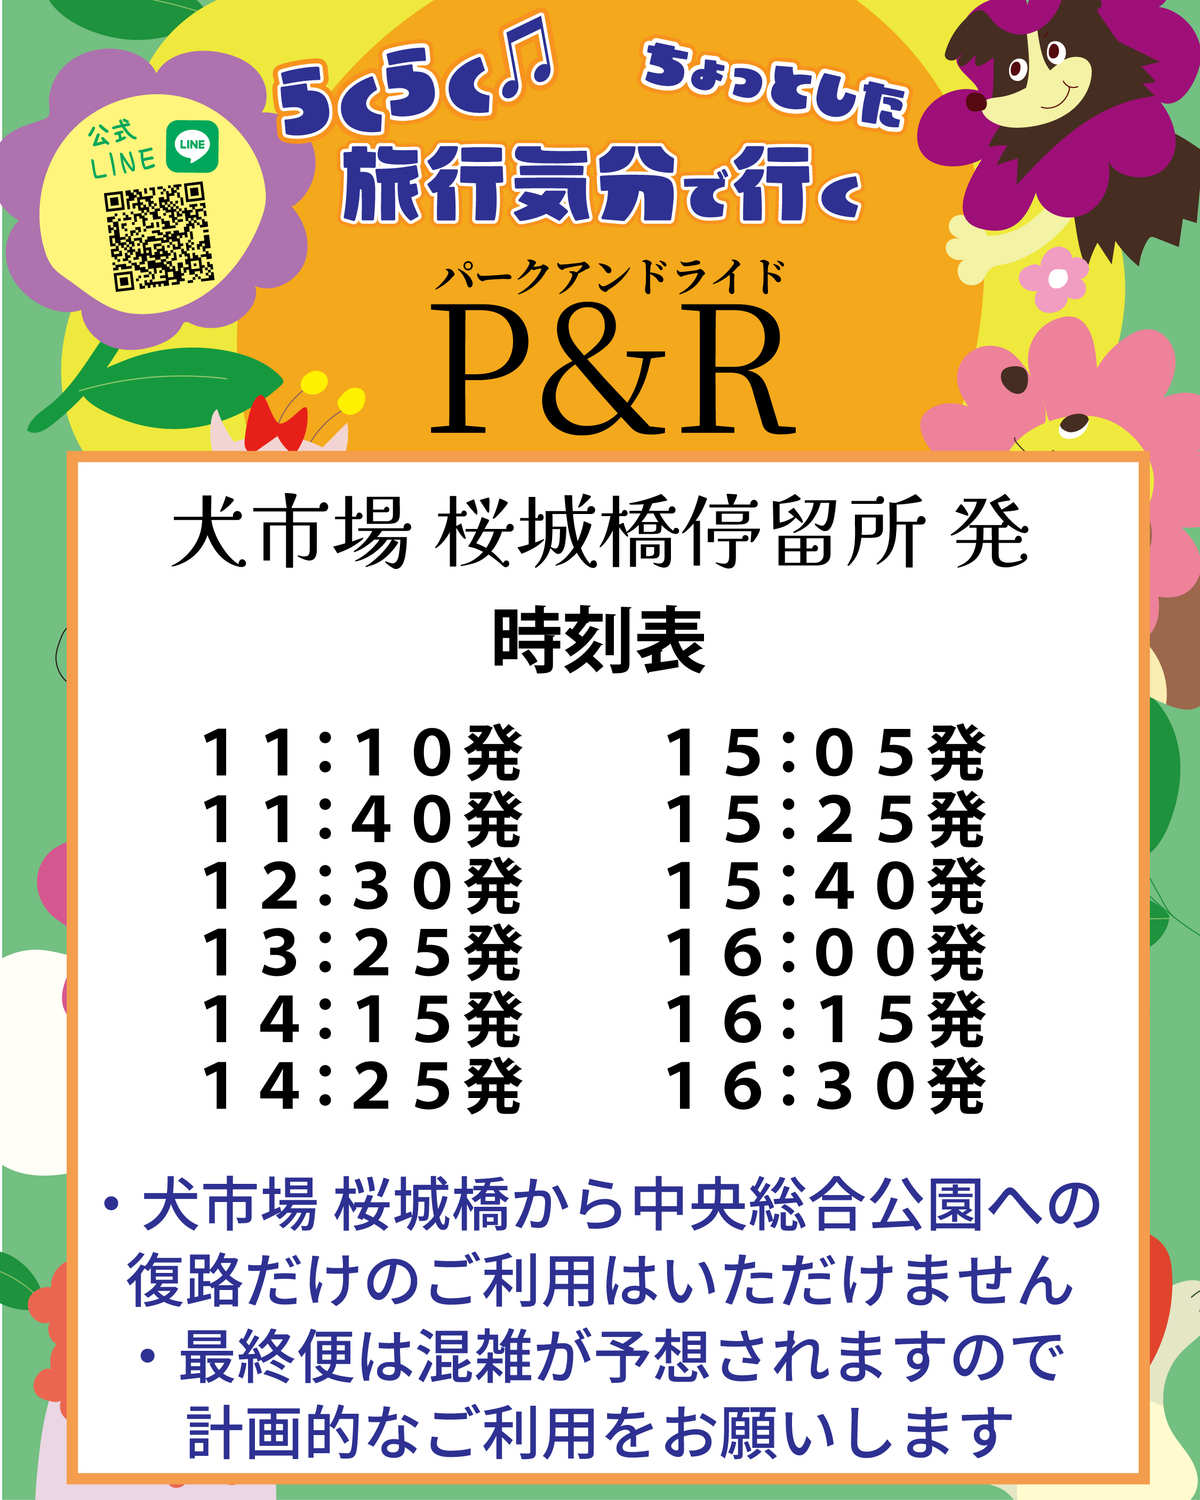 らくらく♫
ちょっとした
旅行気分で行く
公式
LINE
LINE
パークアンドライド
P&R
犬市場 桜城橋停留所 発
時刻表
11:10発
11:40発
12:30発
13:25発
14:15発
14:25発
15:05発
15:25発
15:40発
16:00発
16:15発
16:30発
・犬市場 桜城橋から中央総合公園への
復路だけのご利用はいただけません
・最終便は混雑が予想されますので
計画的なご利用をお願いします